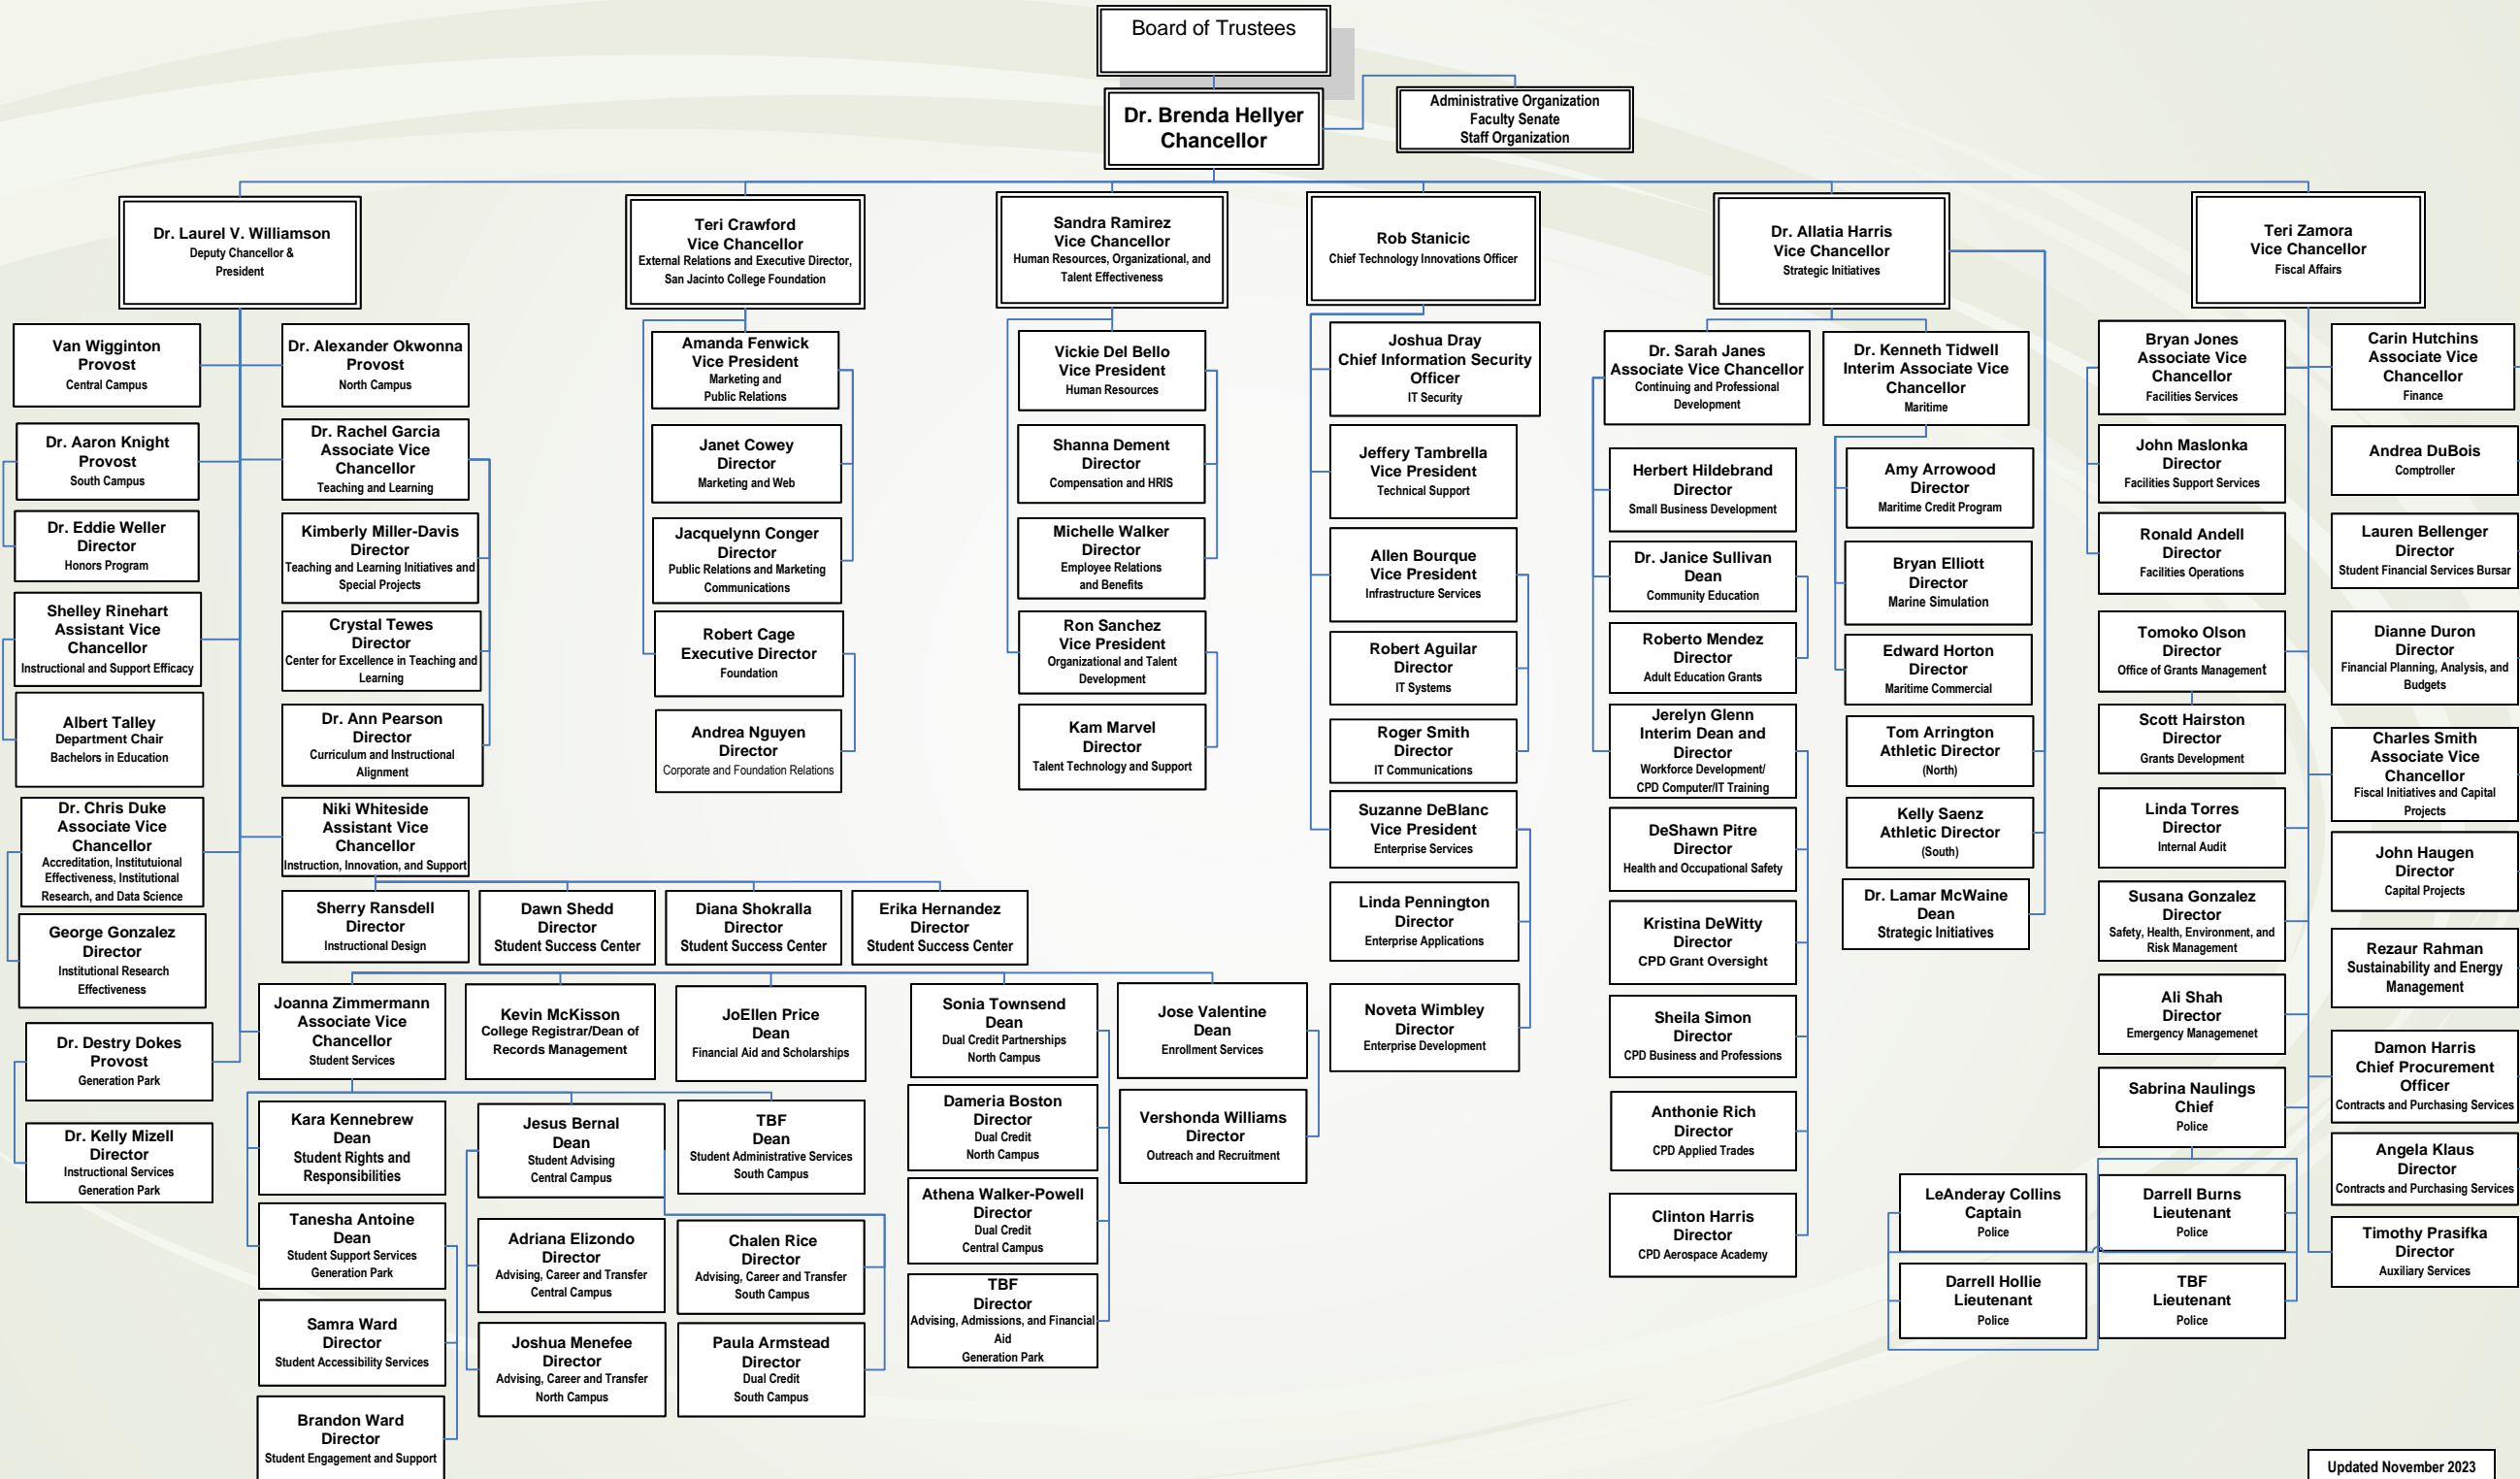 Board of Trustees
Dr. Brenda Hellyer
Chancellor
Administrative Organization
Faculty Senate
Staff Organization
Dr. Laurel V. Williamson
Deputy Chancellor &
President
Teri Crawford
Vice Chancellor
External Relations and Executive Director,
San Jacinto College Foundation
Sandra Ramirez
Vice Chancellor
Human Resources, Organizational, and
Talent Effectiveness
Rob Stanicic
Chief Technology Innovations Officer
Dr. Allatia Harris
Vice Chancellor
Strategic Initiatives
Teri Zamora
Vice Chancellor
Fiscal Affairs
Van Wigginton
Provost
Central Campus
Dr. Aaron Knight
Provost
South Campus
Dr. Eddie Weller
Director
Honors Program
Shelley Rinehart
Assistant Vice
Chancellor
Instructional and Support Efficacy
Albert Talley
Department Chair
Bachelors in Education
Dr. Chris Duke
Associate Vice
Chancellor
Accreditation, Institutuional
Effectiveness, Institutional
Research, and Data Science
George Gonzalez
Director
Institutional Research
Effectiveness
Dr. Destry Dokes
Provost
Generation Park
Dr. Kelly Mizell
Director
Instructional Services
Generation Park
Dr. Alexander Okwonna
Provost
North Campus
Dr. Rachel Garcia
Associate Vice
Chancellor
Teaching and Learning
Kimberly Miller-Davis
Director
Teaching and Learning Initiatives and
Special Projects
Crystal Tewes
Director
Center for Excellence in Teaching and
Learning
Dr. Ann Pearson
Director
Curriculum and Instructional
Alignment
Niki Whiteside
Assistant Vice
Chancellor
Instruction, Innovation, and Support
Sherry Ransdell
Director
Instructional Design
Dawn Shedd
Director
Student Success Center
Diana Shokralla
Director
Student Success Center
Erika Hernandez
Director
Student Success Center
Joanna Zimmermann
Associate Vice
Chancellor
Student Services
Kevin McKisson
College Registrar/Dean of
Records Management
JoEllen Price
Dean
Financial Aid and Scholarships
Sonia Townsend
Dean
Dual Credit Partnerships
North Campus
Jose Valentine
Dean
Enrollment Services
Kara Kennebrew
Dean
Student Rights and
Responsibilities
Tanesha Antoine
Dean
Student Support Services
Generation Park
Samra Ward
Director
Student Accessibility Services
Brandon Ward
Director
Student Engagement and Support
Jesus Bernal
Dean
Student Advising
Central Campus
Adriana Elizondo
Director
Advising, Career and Transfer
Central Campus
Joshua Menefee
Director
Advising, Career and Transfer
North Campus
TBF
Dean
Student Administrative Services
South Campus
Chalen Rice
Director
Advising, Career and Transfer
South Campus
Paula Armstead
Director
Dual Credit
South Campus
Dameria Boston
Director
Dual Credit
North Campus
Athena Walker-Powell
Director
Dual Credit
Central Campus
TBF
Director
Advising, Admissions, and Financial
Aid
Generation Park
Vershonda Williams
Director
Outreach and Recruitment
Amanda Fenwick
Vice President
Marketing and
Public Relations
Janet Cowey
Director
Marketing and Web
Jacquelynn Conger
Director
Public Relations and Marketing
Communications
Robert Cage
Executive Director
Foundation
Andrea Nguyen
Director
Corporate and Foundation Relations
Vickie Del Bello
Vice President
Human Resources
Shanna Dement
Director
Compensation and HRIS
Michelle Walker
Director
Employee Relations
and Benefits
Ron Sanchez
Vice President
Organizational and Talent
Development
Kam Marvel
Director
Talent Technology and Support
Joshua Dray
Chief Information Security
Officer
IT Security
Jeffery Tambrella
Vice President
Technical Support
Allen Bourque
Vice President
Infrastructure Services
Robert Aguilar
Director
IT Systems
Roger Smith
Director
IT Communications
Suzanne DeBlanc
Vice President
Enterprise Services
Linda Pennington
Director
Enterprise Applications
Noveta Wimbley
Director
Enterprise Development
Dr. Sarah Janes
Associate Vice Chancellor
Continuing and Professional
Development
Herbert Hildebrand
Director
Small Business Development
Dr. Janice Sullivan
Dean
Community Education
Roberto Mendez
Director
Adult Education Grants
Jerelyn Glenn
Interim Dean and
Director
Workforce Development/
CPD Computer/IT Training
DeShawn Pitre
Director
Health and Occupational Safety
Kristina DeWitty
Director
CPD Grant Oversight
Sheila Simon
Director
CPD Business and Professions
Anthonie Rich
Director
CPD Applied Trades
Clinton Harris
Director
CPD Aerospace Academy
Dr. Kenneth Tidwell
Interim Associate Vice
Chancellor
Maritime
Amy Arrowood
Director
Maritime Credit Program
Bryan Elliott
Director
Marine Simulation
Edward Horton
Director
Maritime Commercial
Tom Arrington
Athletic Director
(North)
Kelly Saenz
Athletic Director
(South)
Dr. Lamar McWaine
Dean
Strategic Initiatives
Bryan Jones
Associate Vice
Chancellor
Facilities Services
John Maslonka
Director
Facilities Support Services
Ronald Andell
Director
Facilities Operations
Tomoko Olson
Director
Office of Grants Management
Scott Hairston
Director
Grants Development
Linda Torres
Director
Internal Audit
Susana Gonzalez
Director
Safety, Health, Environment, and
Risk Management
Ali Shah
Director
Emergency Managemenet
Sabrina Naulings
Chief
Police
LeAnderay Collins
Captain
Police
Darrell Burns
Lieutenant
Police
Darrell Hollie
Lieutenant
Police
TBF
Lieutenant
Police
Carin Hutchins
Associate Vice
Chancellor
Finance
Andrea DuBois
Comptroller
Lauren Bellenger
Director
Student Financial Services Bursar
Dianne Duron
Director
Financial Planning, Analysis, and
Budgets
Charles Smith
Associate Vice
Chancellor
Fiscal Initiatives and Capital
Projects
John Haugen
Director
Capital Projects
Rezaur Rahman
Sustainability and Energy
Management
Damon Harris
Chief Procurement
Officer
Contracts and Purchasing Services
Angela Klaus
Director
Contracts and Purchasing Services
Timothy Prasifka
Director
Auxiliary Services
Updated November 2023